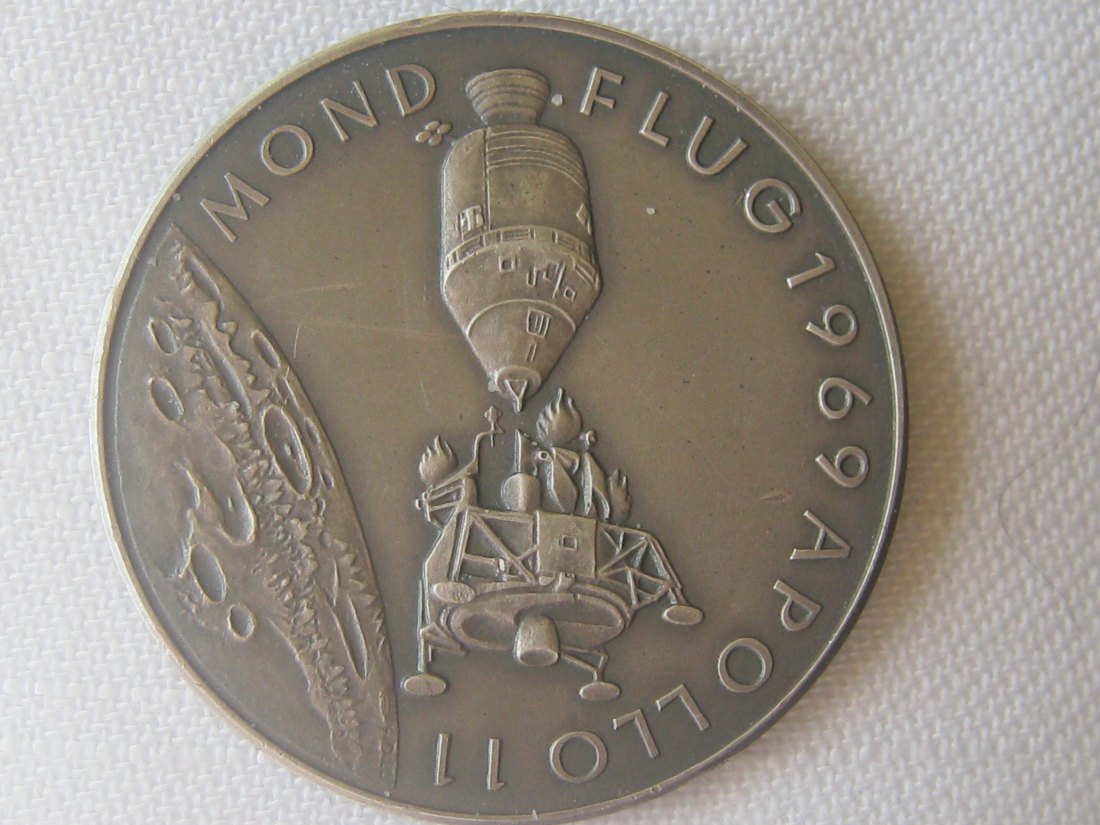 MOND FLUG 1969 APOLLO 11